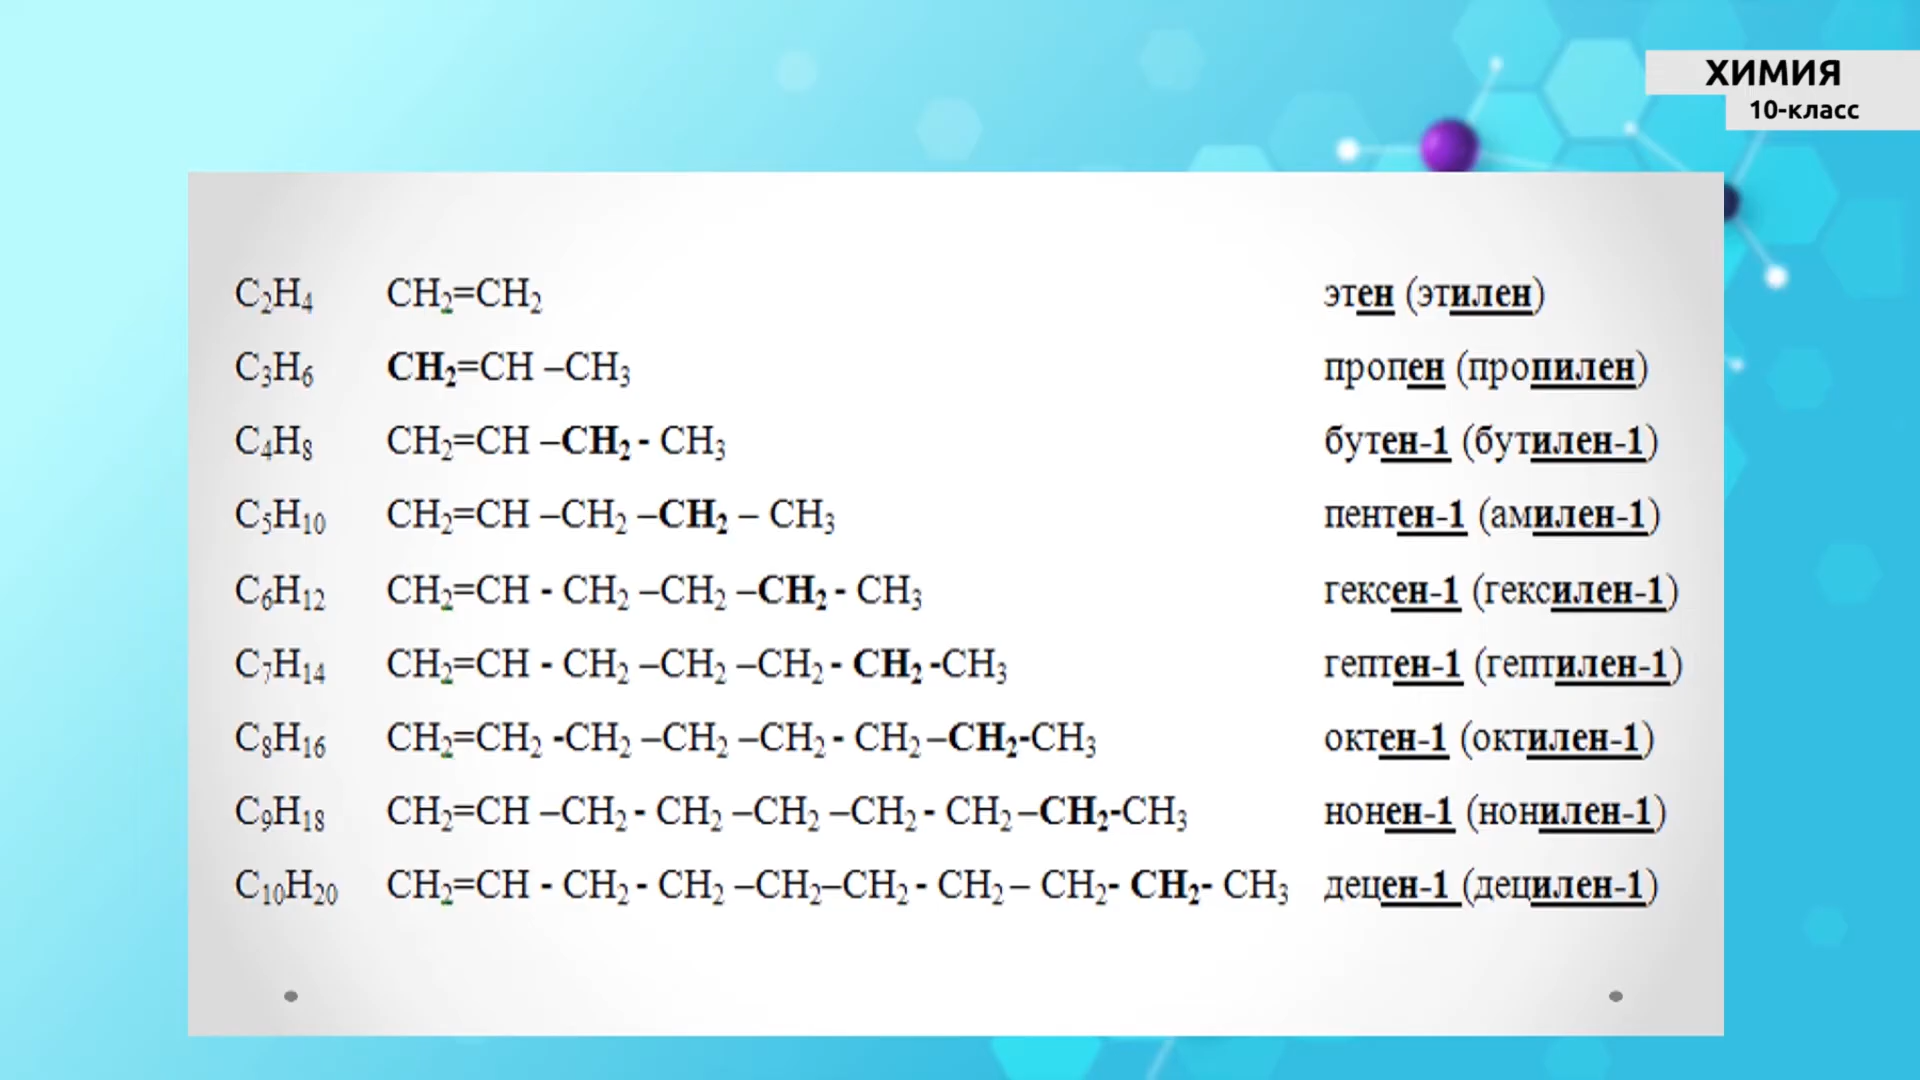 ХИМИЯ
10-класс
C₂H₄ CH₂=CH₂ этен (этилен)
C₃H₆ CH₂=CH –CH₃ пропен (пропилен)
C₄H₈ CH₂=CH –CH₂ - CH₃ бутен-1 (бутилен-1)
C₅H₁₀ CH₂=CH –CH₂ –CH₂ – CH₃ пентен-1 (амилен-1)
C₆H₁₂ CH₂=CH - CH₂ –CH₂ –CH₂ - CH₃ гексен-1 (гексилен-1)
C₇H₁₄ CH₂=CH - CH₂ –CH₂ –CH₂ - CH₂ -CH₃ гептен-1 (гептилен-1)
C₈H₁₆ CH₂=CH₂ -CH₂ –CH₂ –CH₂ - CH₂ –CH₂-CH₃ октен-1 (октилен-1)
C₉H₁₈ CH₂=CH –CH₂ - CH₂ –CH₂ –CH₂ - CH₂ –CH₂-CH₃ нонен-1 (нонилен-1)
C₁₀H₂₀ CH₂=CH - CH₂ - CH₂ –CH₂–CH₂ - CH₂ – CH₂- CH₂- CH₃ децен-1 (децилен-1)